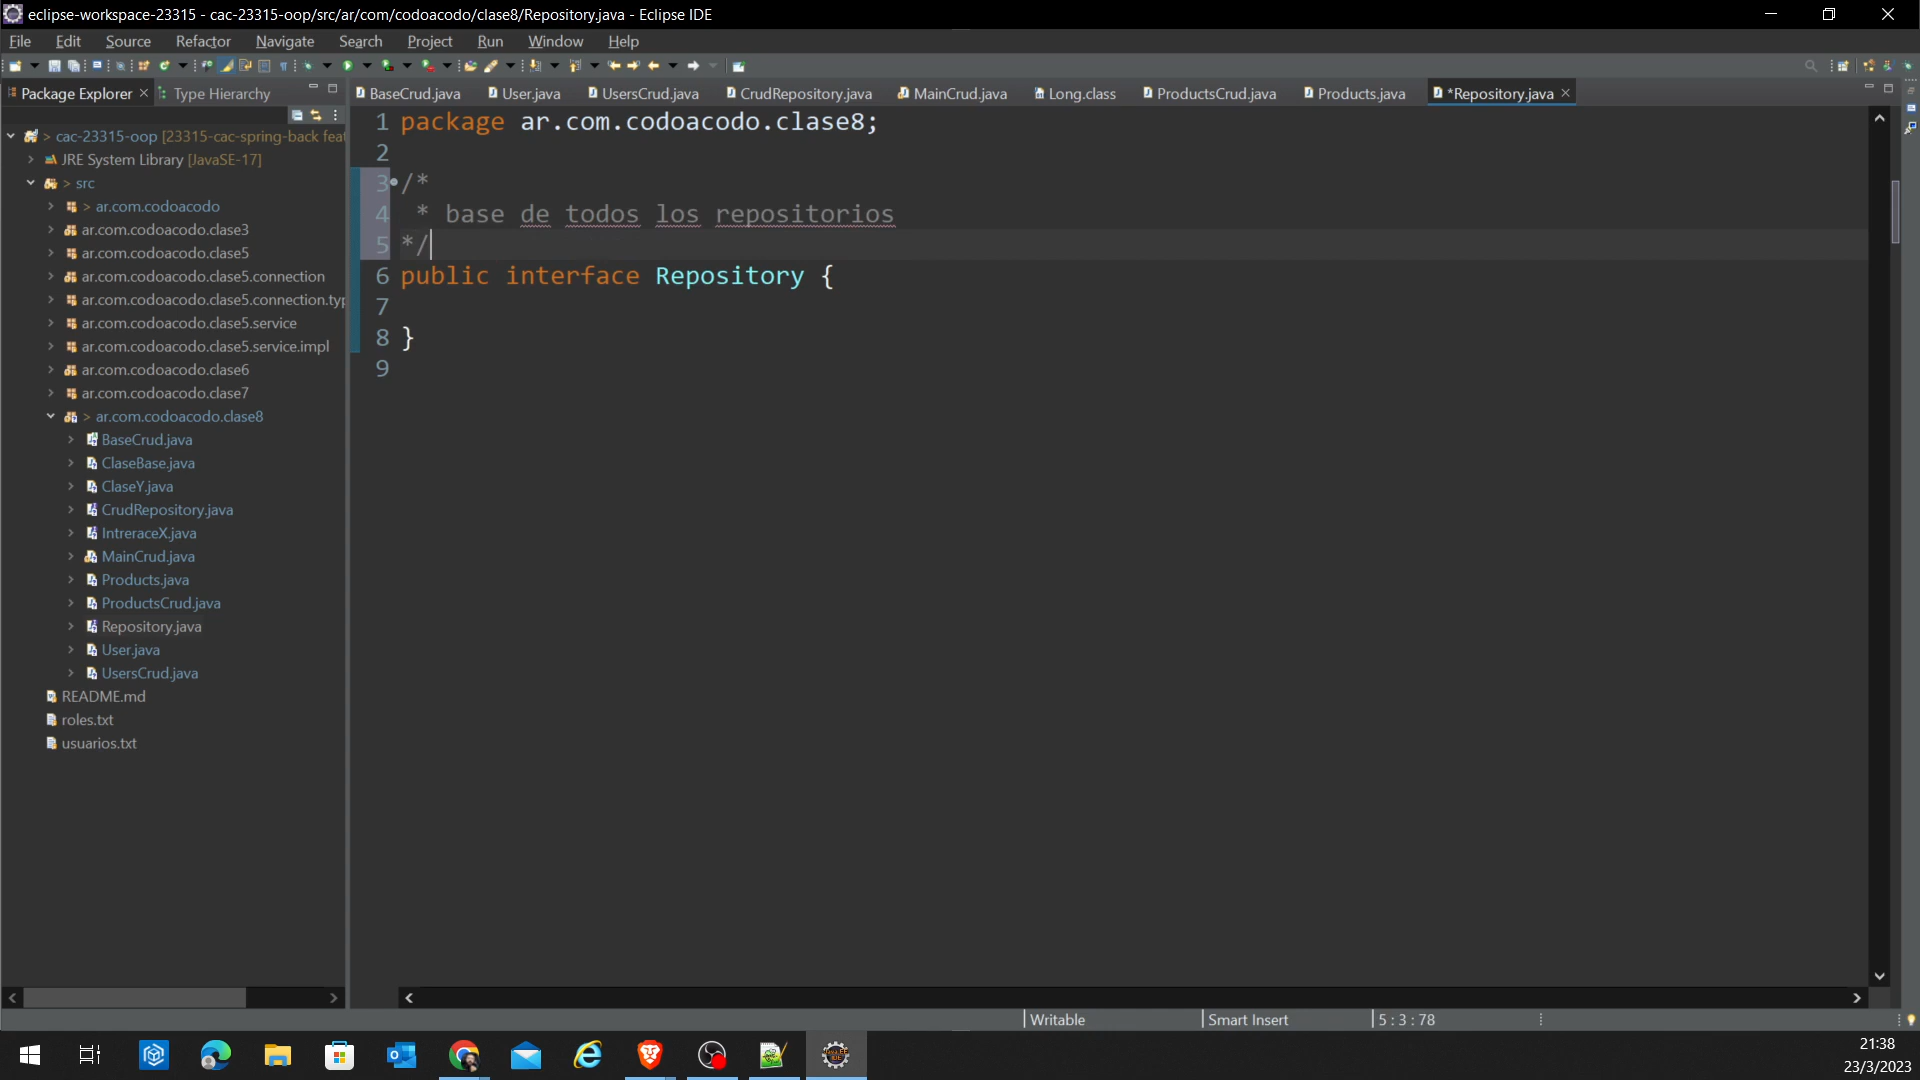 eclipse-workspace-23315 - cac-23315-oop/src/ar/com/codoacodo/clase8/Repository.java - Eclipse IDE
File Edit Source Refactor Navigate Search Project Run Window Help
Package Explorer Type Hierarchy
BaseCrud.java User.java UsersCrud.java CrudRepository.java MainCrud.java Long.class ProductsCrud.java Products.java *Repository.java
> cac-23315-oop [23315-cac-spring-back feat
JRE System Library [JavaSE-17]
> src
> ar.com.codoacodo
ar.com.codoacodo.clase3
ar.com.codoacodo.clase5
ar.com.codoacodo.clase5.connection
ar.com.codoacodo.clase5.connection.typ
ar.com.codoacodo.clase5.service
ar.com.codoacodo.clase5.service.impl
ar.com.codoacodo.clase6
ar.com.codoacodo.clase7
> ar.com.codoacodo.clase8
BaseCrud.java
ClaseBase.java
ClaseY.java
CrudRepository.java
IntreraceX.java
MainCrud.java
Products.java
ProductsCrud.java
Repository.java
User.java
UsersCrud.java
README.md
roles.txt
usuarios.txt
1 package ar.com.codoacodo.clase8;
2
3 /*
4 * base de todos los repositorios
5 */
6 public interface Repository {
7
8 }
9
Writable Smart Insert 5 : 3 : 78
21:38
23/3/2023